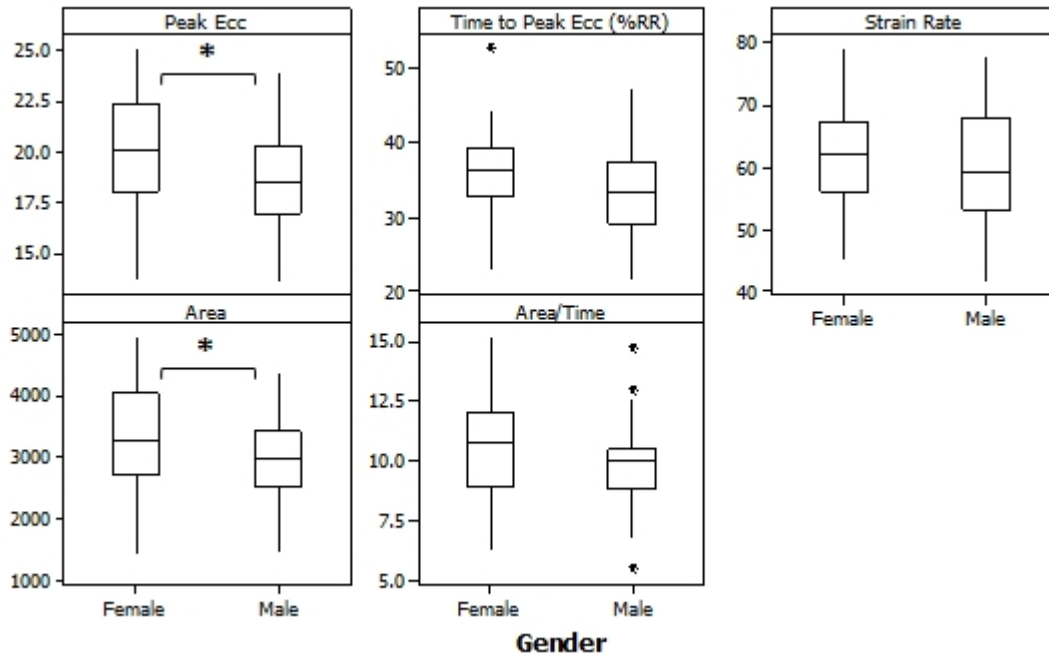 Peak Ecc
Time to Peak Ecc (%RR)
Strain Rate
25.0
22.5
20.0
17.5
15.0
*
50
40
30
20
80
70
60
50
40
Female
Male
Area
Area/Time
5000
4000
3000
2000
1000
*
15.0
12.5
10.0
7.5
5.0
Female
Male
Female
Male
Gender